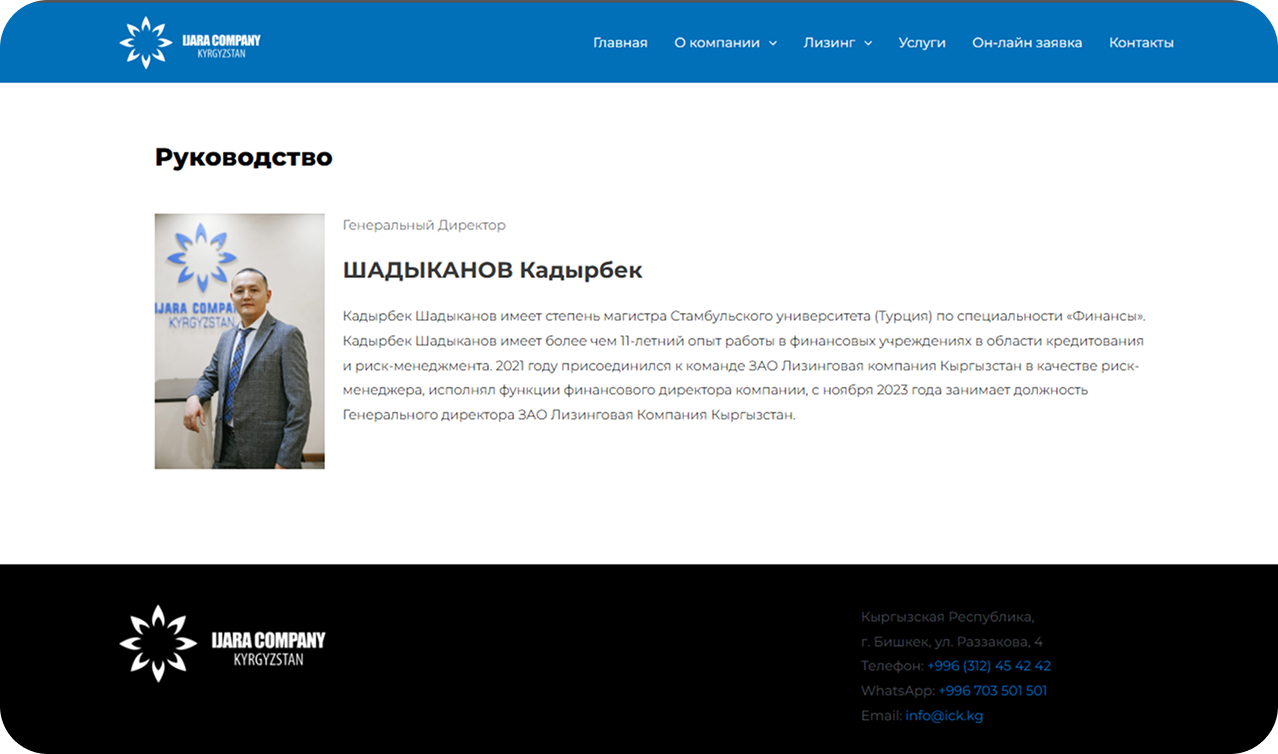 IJARA COMPANY
KYRGYZSTAN
Главная
О компании
Лизинг
Услуги
Он-лайн заявка
Контакты
Руководство
IJARA COMPA
KYRGYZSTAN
Генеральный Директор
ШАДЫКАНОВ Кадырбек
Кадырбек Шадыканов имеет степень магистра Стамбульского университета (Турция) по специальности «Финансы».
Кадырбек Шадыканов имеет более чем 11-летний опыт работы в финансовых учреждениях в области кредитования
и риск-менеджмента. 2021 году присоединился к команде ЗАО Лизинговая компания Кыргызстан в качестве риск-
менеджера, исполнял функции финансового директора компании, с ноября 2023 года занимает должность
Генерального директора ЗАО Лизинговая Компания Кыргызстан.
IJARA COMPANY
KYRGYZSTAN
Кыргызская Республика,
г. Бишкек, ул. Раззакова, 4
Телефон: +996 (312) 45 42 42
WhatsApp: +996 703 501 501
Email: info@ick.kg